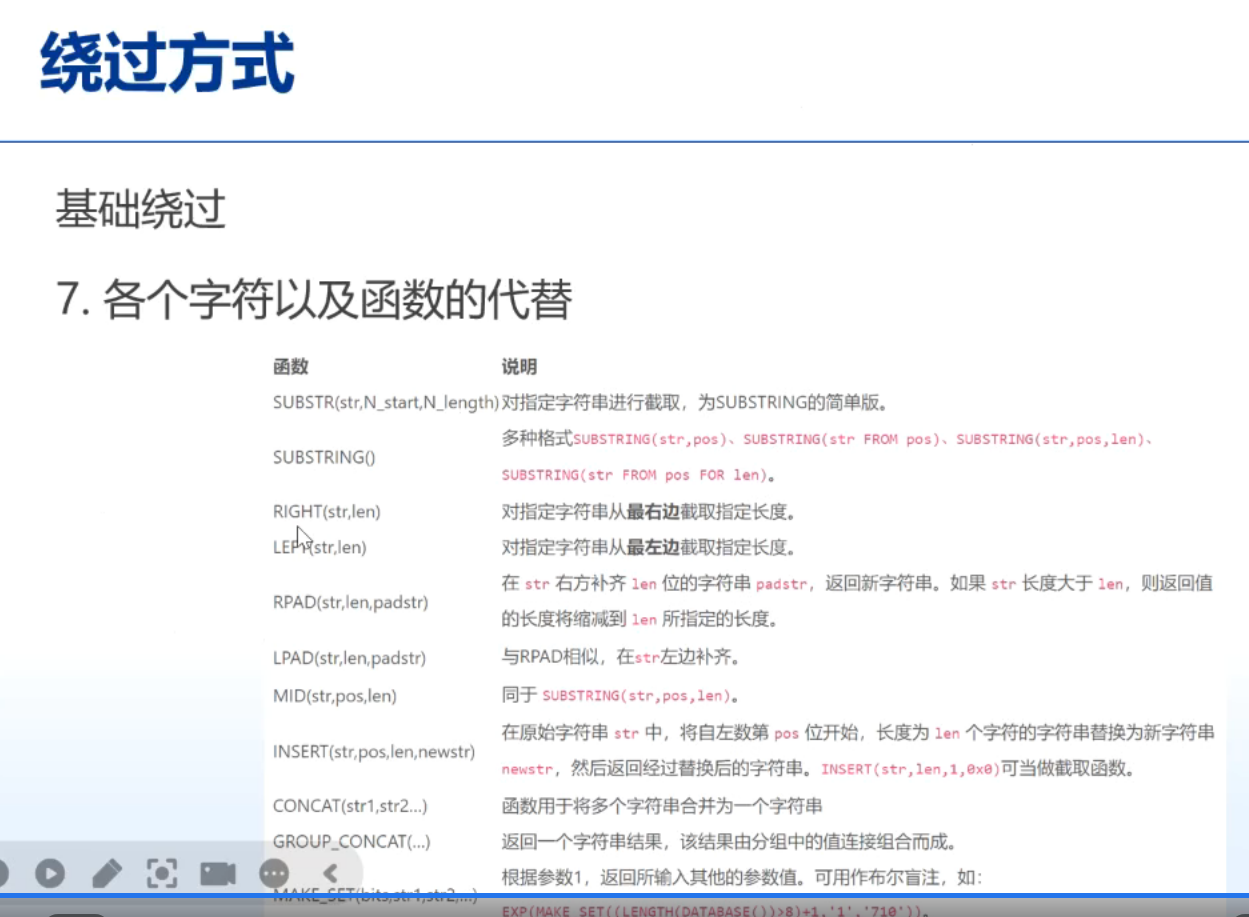 绕过方式
基础绕过
7. 各个字符以及函数的代替
函数 说明
SUBSTR(str,N_start,N_length) 对指定字符串进行截取，为SUBSTRING的简单版。
SUBSTRING() 多种格式SUBSTRING(str,pos)、SUBSTRING(str FROM pos)、SUBSTRING(str,pos,len)、
SUBSTRING(str FROM pos FOR len)。
RIGHT(str,len) 对指定字符串从最右边截取指定长度。
LEFT(str,len) 对指定字符串从最左边截取指定长度。
RPAD(str,len,padstr) 在 str 右方补齐 len 位的字符串 padstr，返回新字符串。如果 str 长度大于 len，则返回值
的长度将缩减到 len 所指定的长度。
LPAD(str,len,padstr) 与RPAD相似，在str左边补齐。
MID(str,pos,len) 同于 SUBSTRING(str,pos,len)。
INSERT(str,pos,len,newstr) 在原始字符串 str 中，将自左数第 pos 位开始，长度为 len 个字符的字符串替换为新字符串
newstr，然后返回经过替换后的字符串。INSERT(str,len,1,0x0)可当做截取函数。
CONCAT(str1,str2...) 函数用于将多个字符串合并为一个字符串
GROUP_CONCAT(...) 返回一个字符串结果，该结果由分组中的值连接组合而成。
MAKE_SET(bits,str1,str2,...) 根据参数1，返回所输入其他的参数值。可用作布尔盲注，如：
EXP(MAKE_SET((LENGTH(DATABASE())>8)+1,'1','710'))。